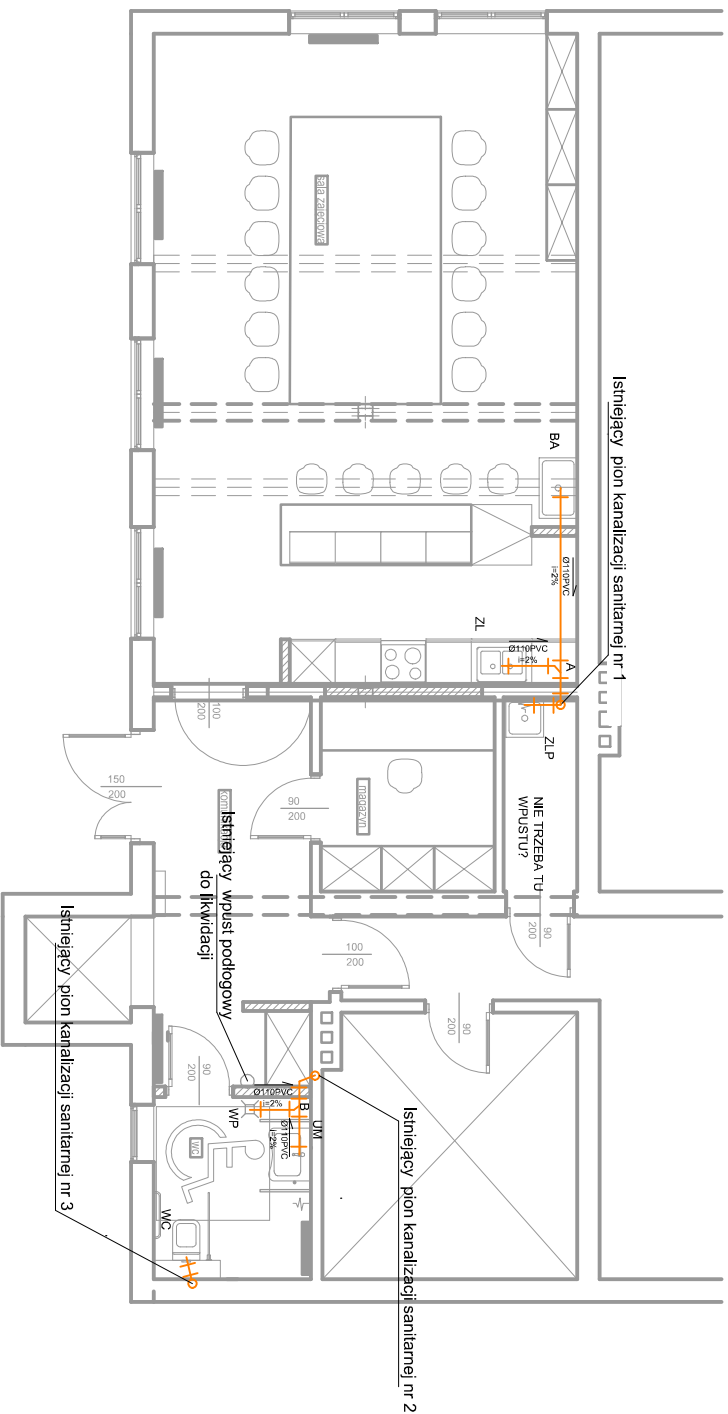 sala zajęciowa
Istniejący pion kanalizacji sanitarnej nr 1
BA
Ø110PVC
i=2%
ZL
Ø110PVC
i=2%
A
ZLP
NIE TRZEBA TU
WPUSTU?
100
200
150
200
90
200
magazyn
90
200
Istniejący wpust podłogowy
do likwidacji
100
200
90
200
Istniejący pion kanalizacji sanitarnej nr 3
90
200
Ø110PVC
i=2%
B
UM
Ø110PVC
i=2%
WP
WC
WC
Istniejący pion kanalizacji sanitarnej nr 2